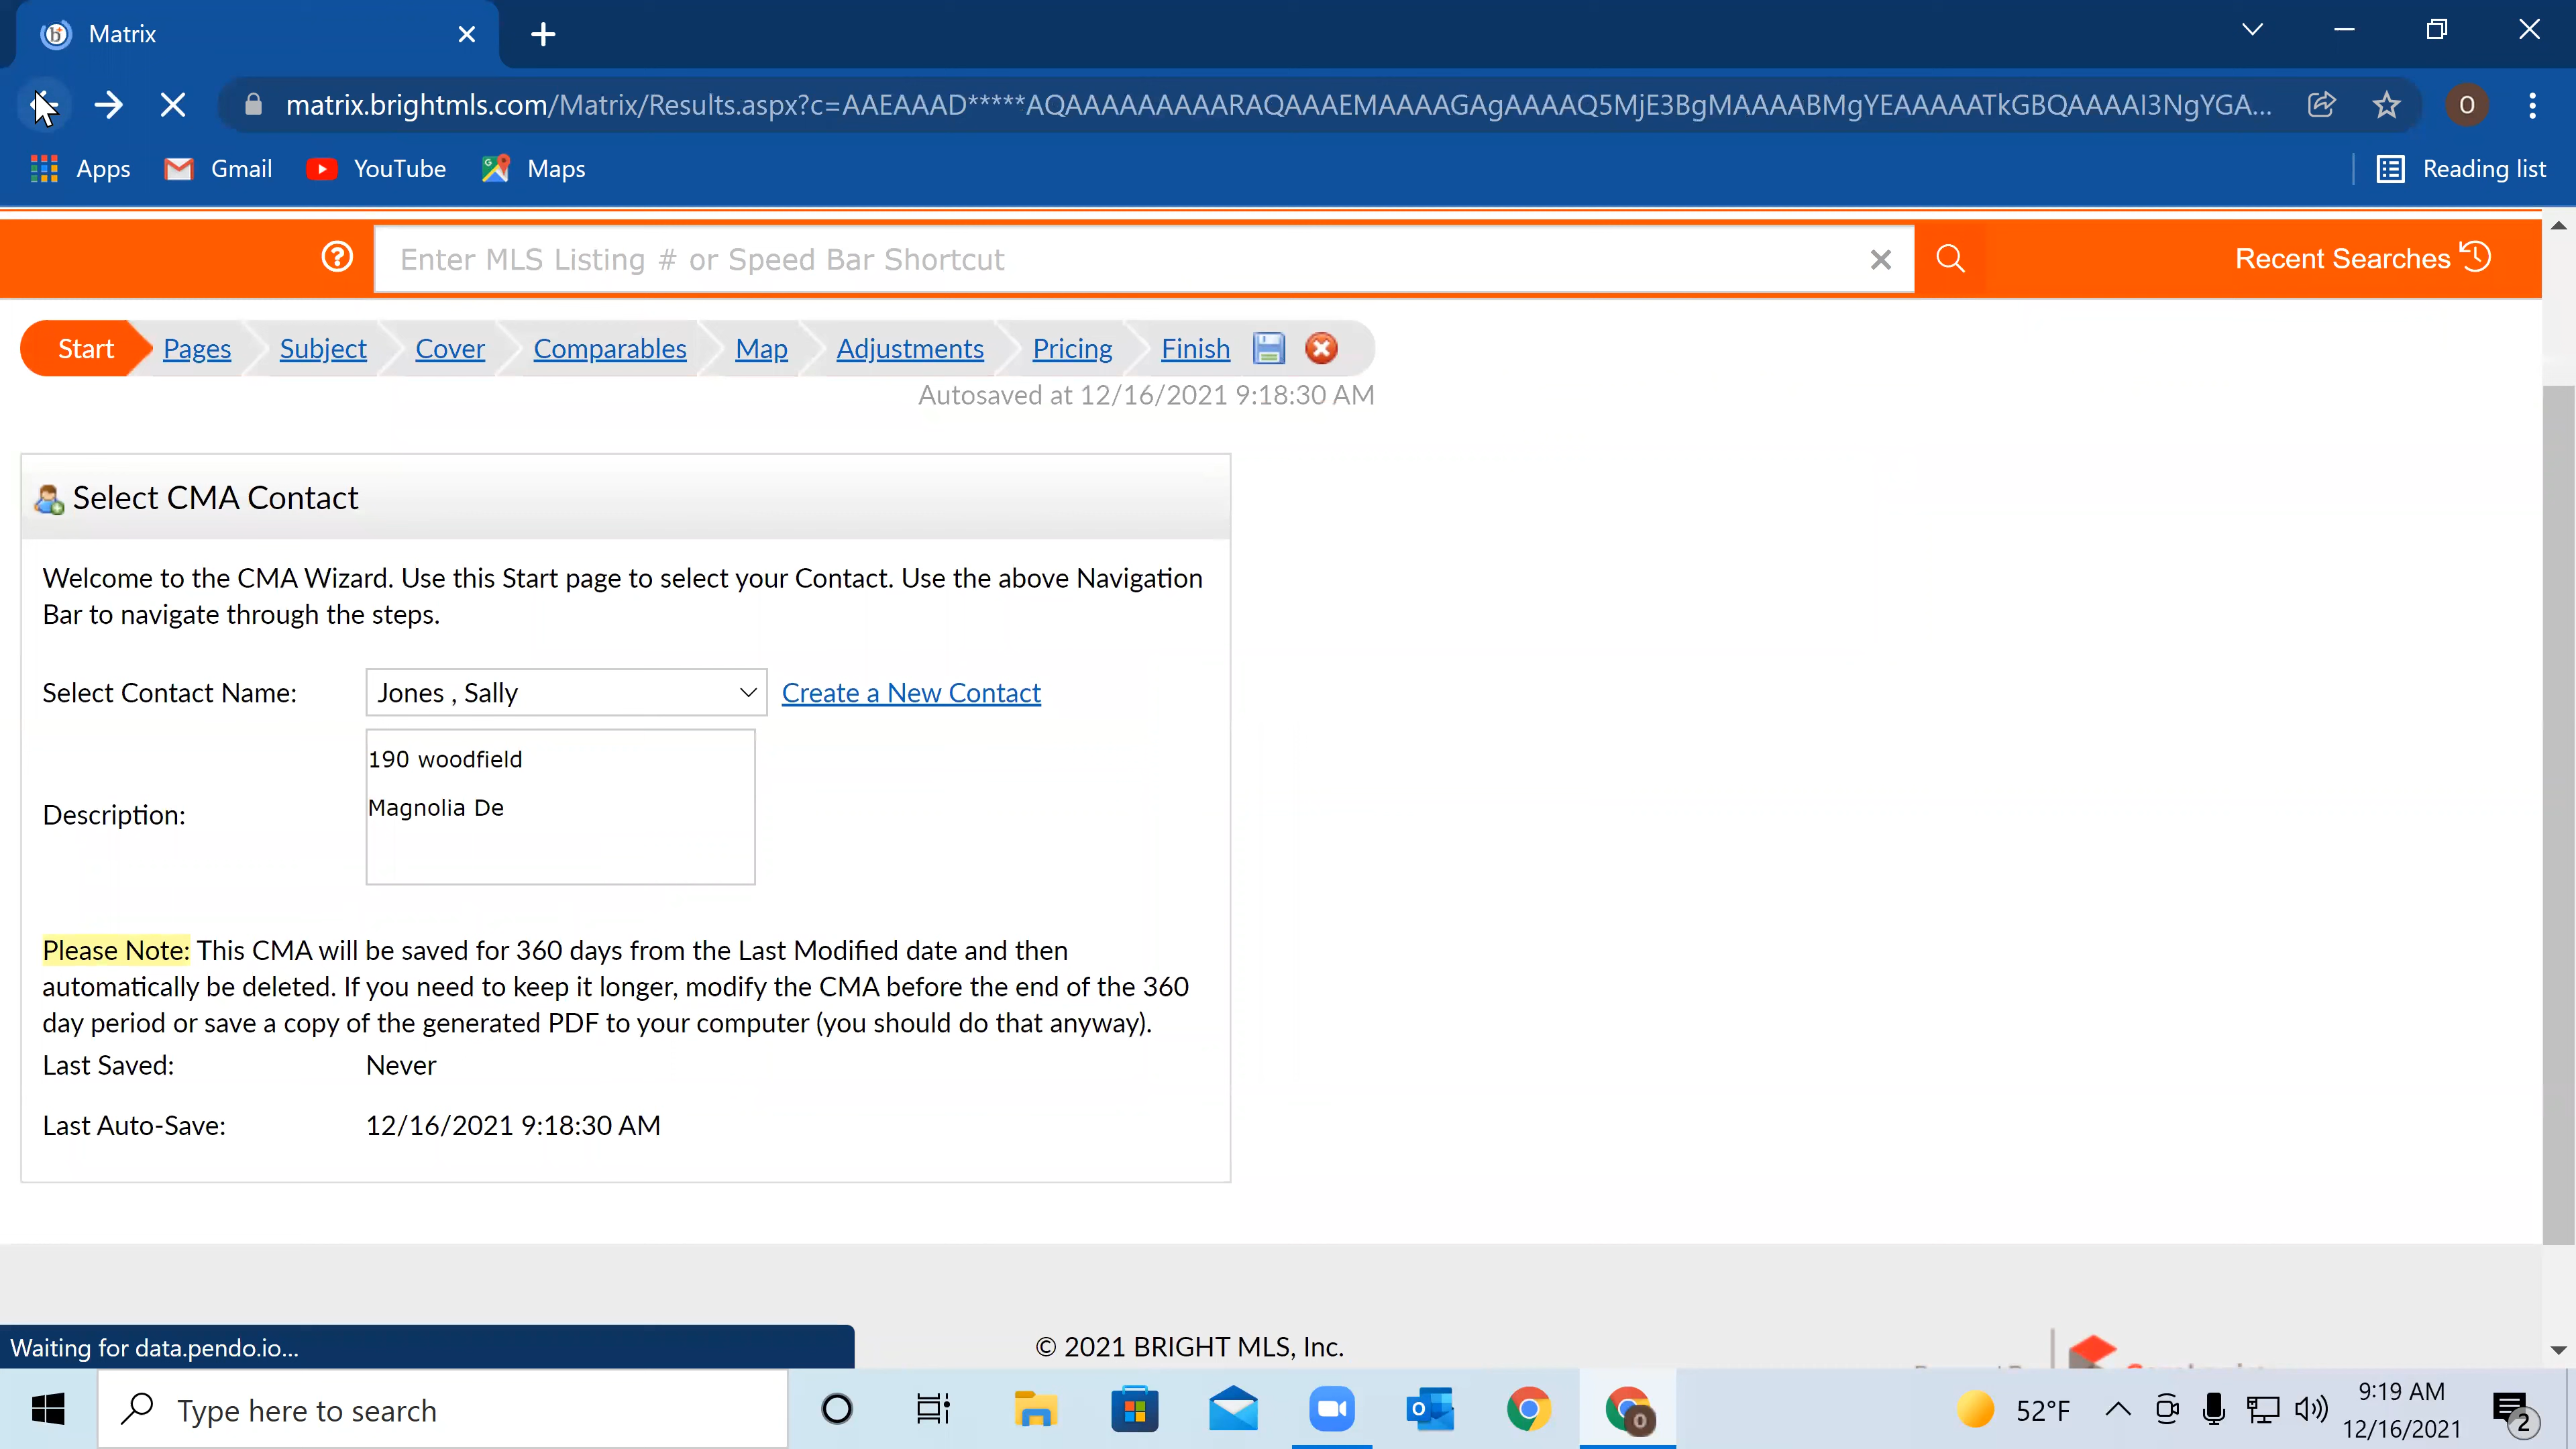 Matrix
matrix.brightmls.com/Matrix/Results.aspx?c=AAEAAAD*****AQAAAAAAAAARAQAAAEMAAAAGAgAAAAQ5MjE3BgMAAAABMgYEAAAAATkGBQAAAAI3NgYGA...
O
Apps
Gmail
YouTube
Maps
Reading list
Enter MLS Listing # or Speed Bar Shortcut
Recent Searches
Start Pages Subject Cover Comparables Map Adjustments Pricing Finish
Autosaved at 12/16/2021 9:18:30 AM
Select CMA Contact
Welcome to the CMA Wizard. Use this Start page to select your Contact. Use the above Navigation
Bar to navigate through the steps.
Select Contact Name: Jones , Sally Create a New Contact
190 woodfield
Magnolia De
Description:
Please Note: This CMA will be saved for 360 days from the Last Modified date and then
automatically be deleted. If you need to keep it longer, modify the CMA before the end of the 360
day period or save a copy of the generated PDF to your computer (you should do that anyway).
Last Saved: Never
Last Auto-Save: 12/16/2021 9:18:30 AM
Waiting for data.pendo.io...
© 2021 BRIGHT MLS, Inc.
Type here to search
52°F
9:19 AM
12/16/2021
2